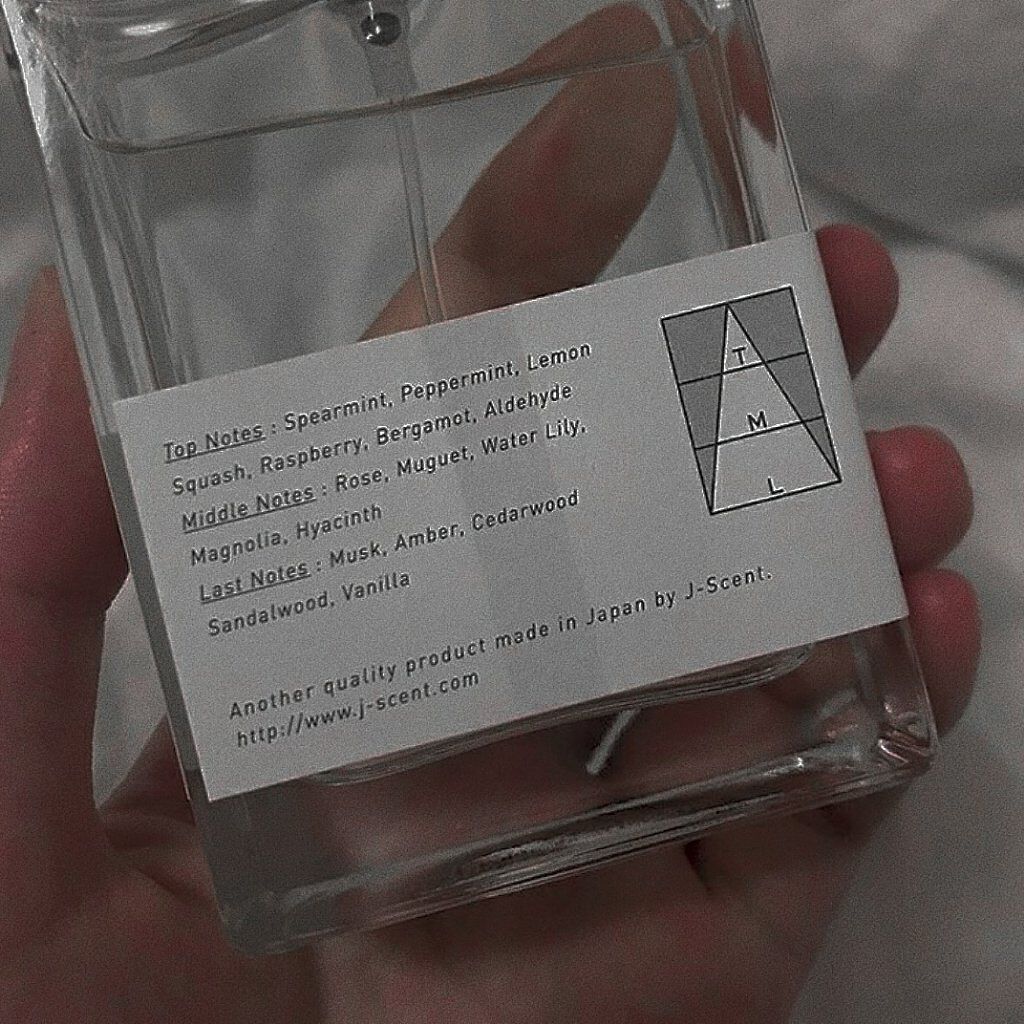 Top Notes : Spearmint, Peppermint, Lemon
Squash, Raspberry, Bergamot, Aldehyde
Middle Notes : Rose, Muguet, Water Lily,
Magnolia, Hyacinth
Last Notes : Musk, Amber, Cedarwood
Sandalwood, Vanilla
Another quality product made in Japan by J-Scent.
http://www.j-scent.com
T
M
L